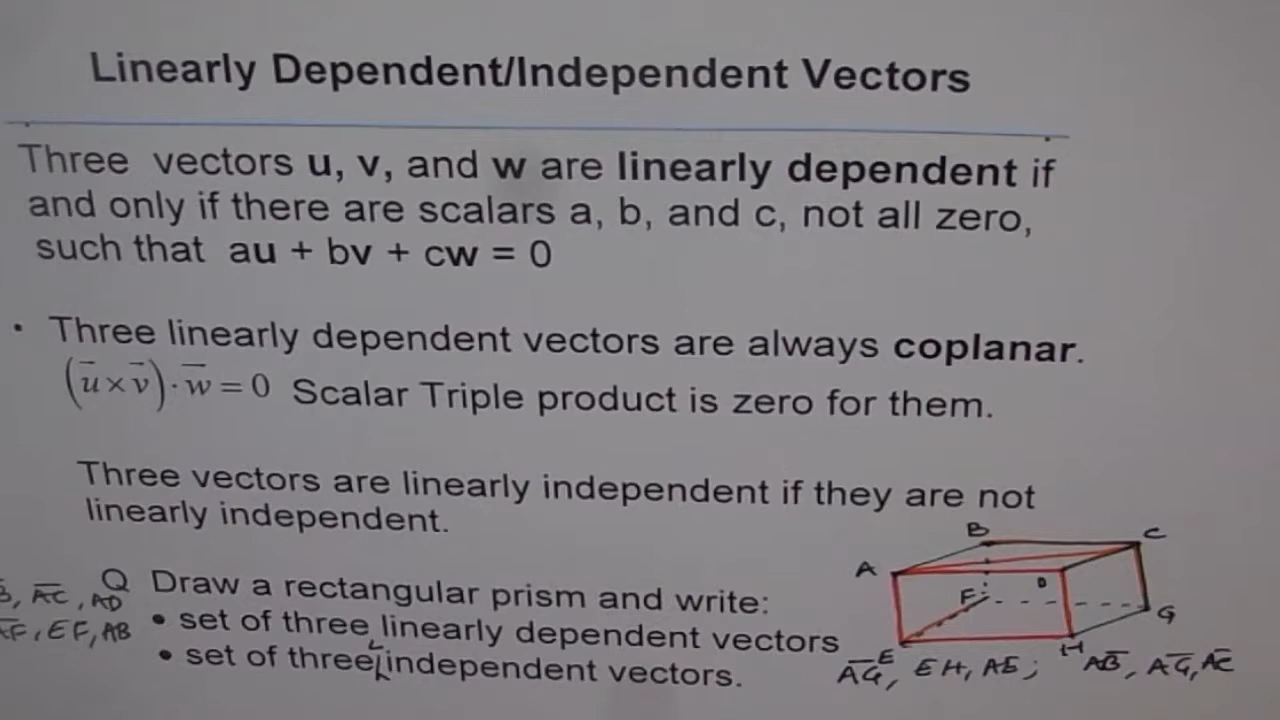 Linearly Dependent/Independent Vectors
Three vectors u, v, and w are linearly dependent if
and only if there are scalars a, b, and c, not all zero,
such that au + bv + cw = 0
• Three linearly dependent vectors are always coplanar.
(u⃗ × v⃗) · w⃗ = 0 Scalar Triple product is zero for them.
Three vectors are linearly independent if they are not
linearly independent.
Q Draw a rectangular prism and write:
• set of three linearly dependent vectors
• set of three independent vectors.
B, AC, AD
AF, EF, AB
B
C
A
D
F
G
E
H
AG, EH, AE; AB, AG, AC